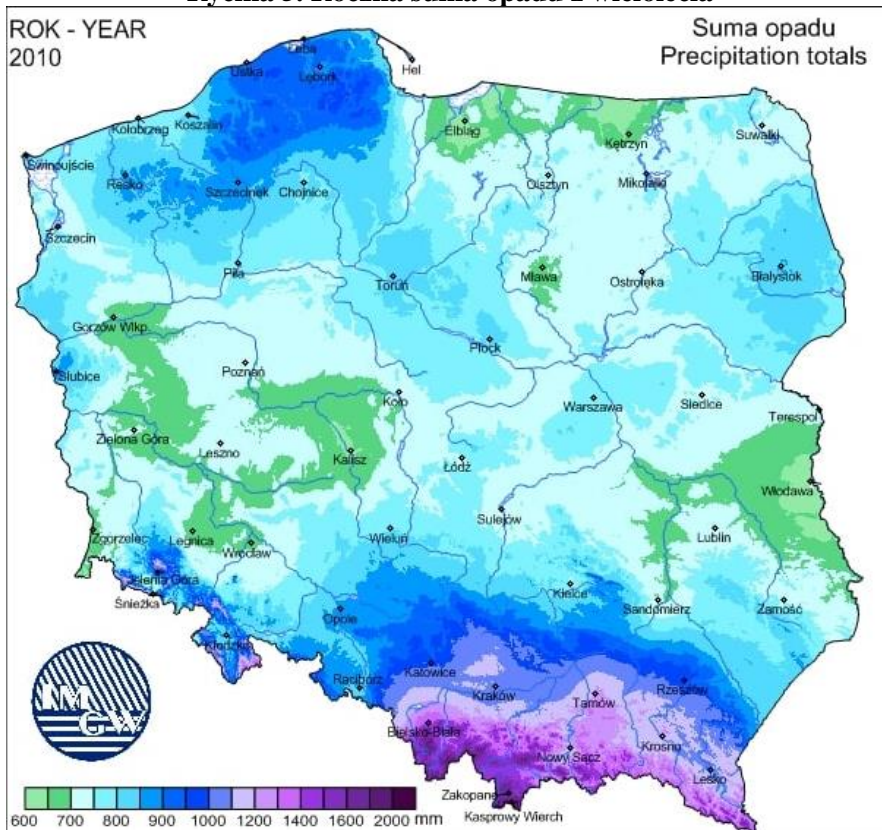 ROK - YEAR
2010
Suma opadu
Precipitation totals
Łeba
Ustka
Lębork
Hel
Kołobrzeg
Koszalin
Elbląg
Kętrzyn
Suwałki
Świnoujście
Resko
Szczecinek
Chojnice
Olsztyn
Mikołajki
Szczecin
Piła
Toruń
Mława
Ostrołęka
Białystok
Gorzów Wlkp.
Płock
Słubice
Poznań
Koło
Warszawa
Siedlce
Terespol
Zielona Góra
Leszno
Kalisz
Łódź
Włodawa
Sulejów
Zgorzelec
Legnica
Wrocław
Wieluń
Lublin
Jelenia Góra
Śnieżka
Kielce
Sandomierz
Zamość
Opole
Kłodzko
Katowice
Racibórz
Kraków
Tarnów
Rzeszów
Bielsko-Biała
Nowy Sącz
Krosno
Lesko
Zakopane
Kasprowy Wierch
IMGW
600 700 800 900 1000 1200 1400 1600 2000 mm